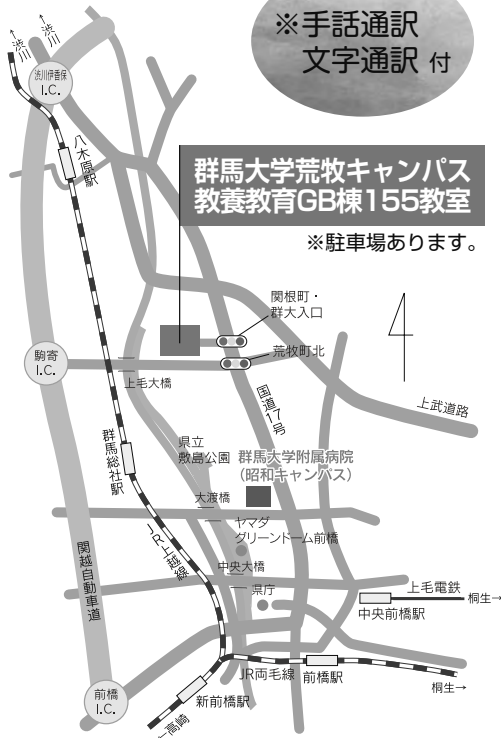 ※手話通訳
文字通訳 付
↑渋川
↑渋川
渋川伊香保
I.C.
八木原駅
群馬大学荒牧キャンパス
教養教育GB棟155教室
※駐車場あります。
関根町・
群大入口
荒牧町北
駒寄
I.C.
上毛大橋
国道17号
上武道路
群馬総社駅
県立
敷島公園
群馬大学附属病院
(昭和キャンパス)
大渡橋
ヤマダ
グリーンドーム前橋
JR上越線
関越自動車道
中央大橋
県庁
上毛電鉄
桐生→
中央前橋駅
JR両毛線
前橋駅
新前橋駅
前橋
I.C.
桐生→
←高崎